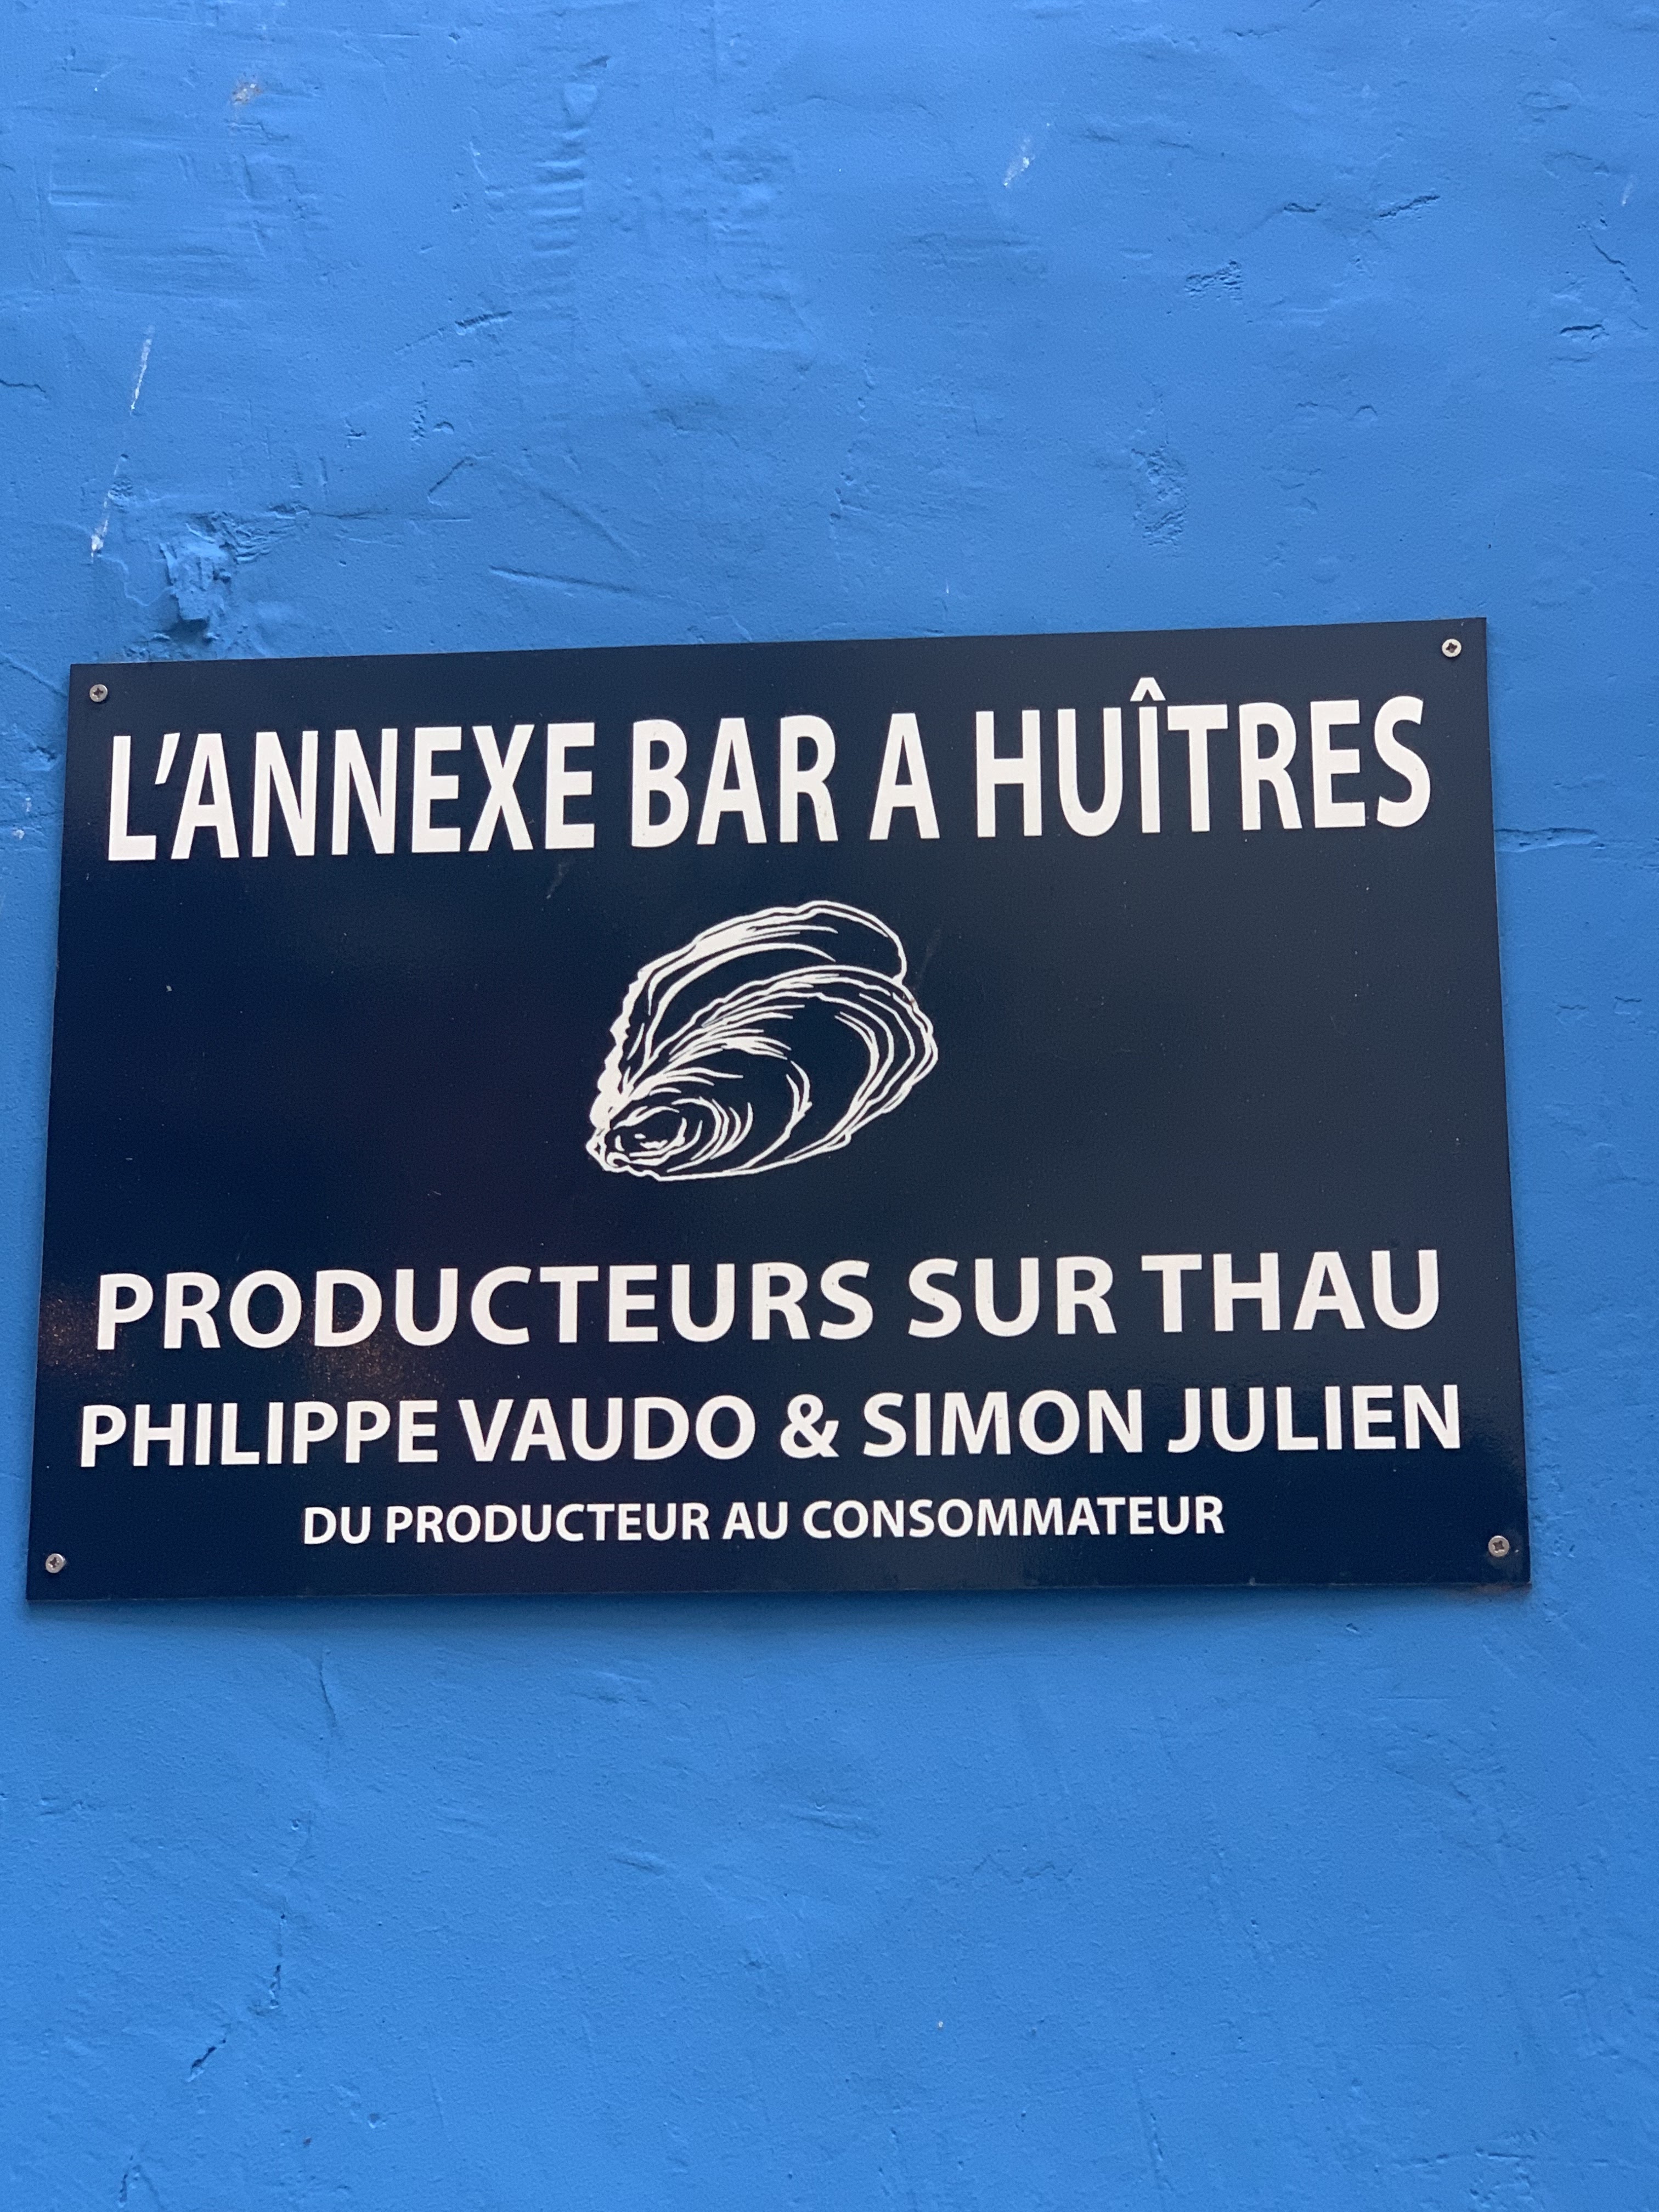 L'ANNEXE BAR A HUÎTRES
PRODUCTEURS SUR THAU
PHILIPPE VAUDO & SIMON JULIEN
DU PRODUCTEUR AU CONSOMMATEUR